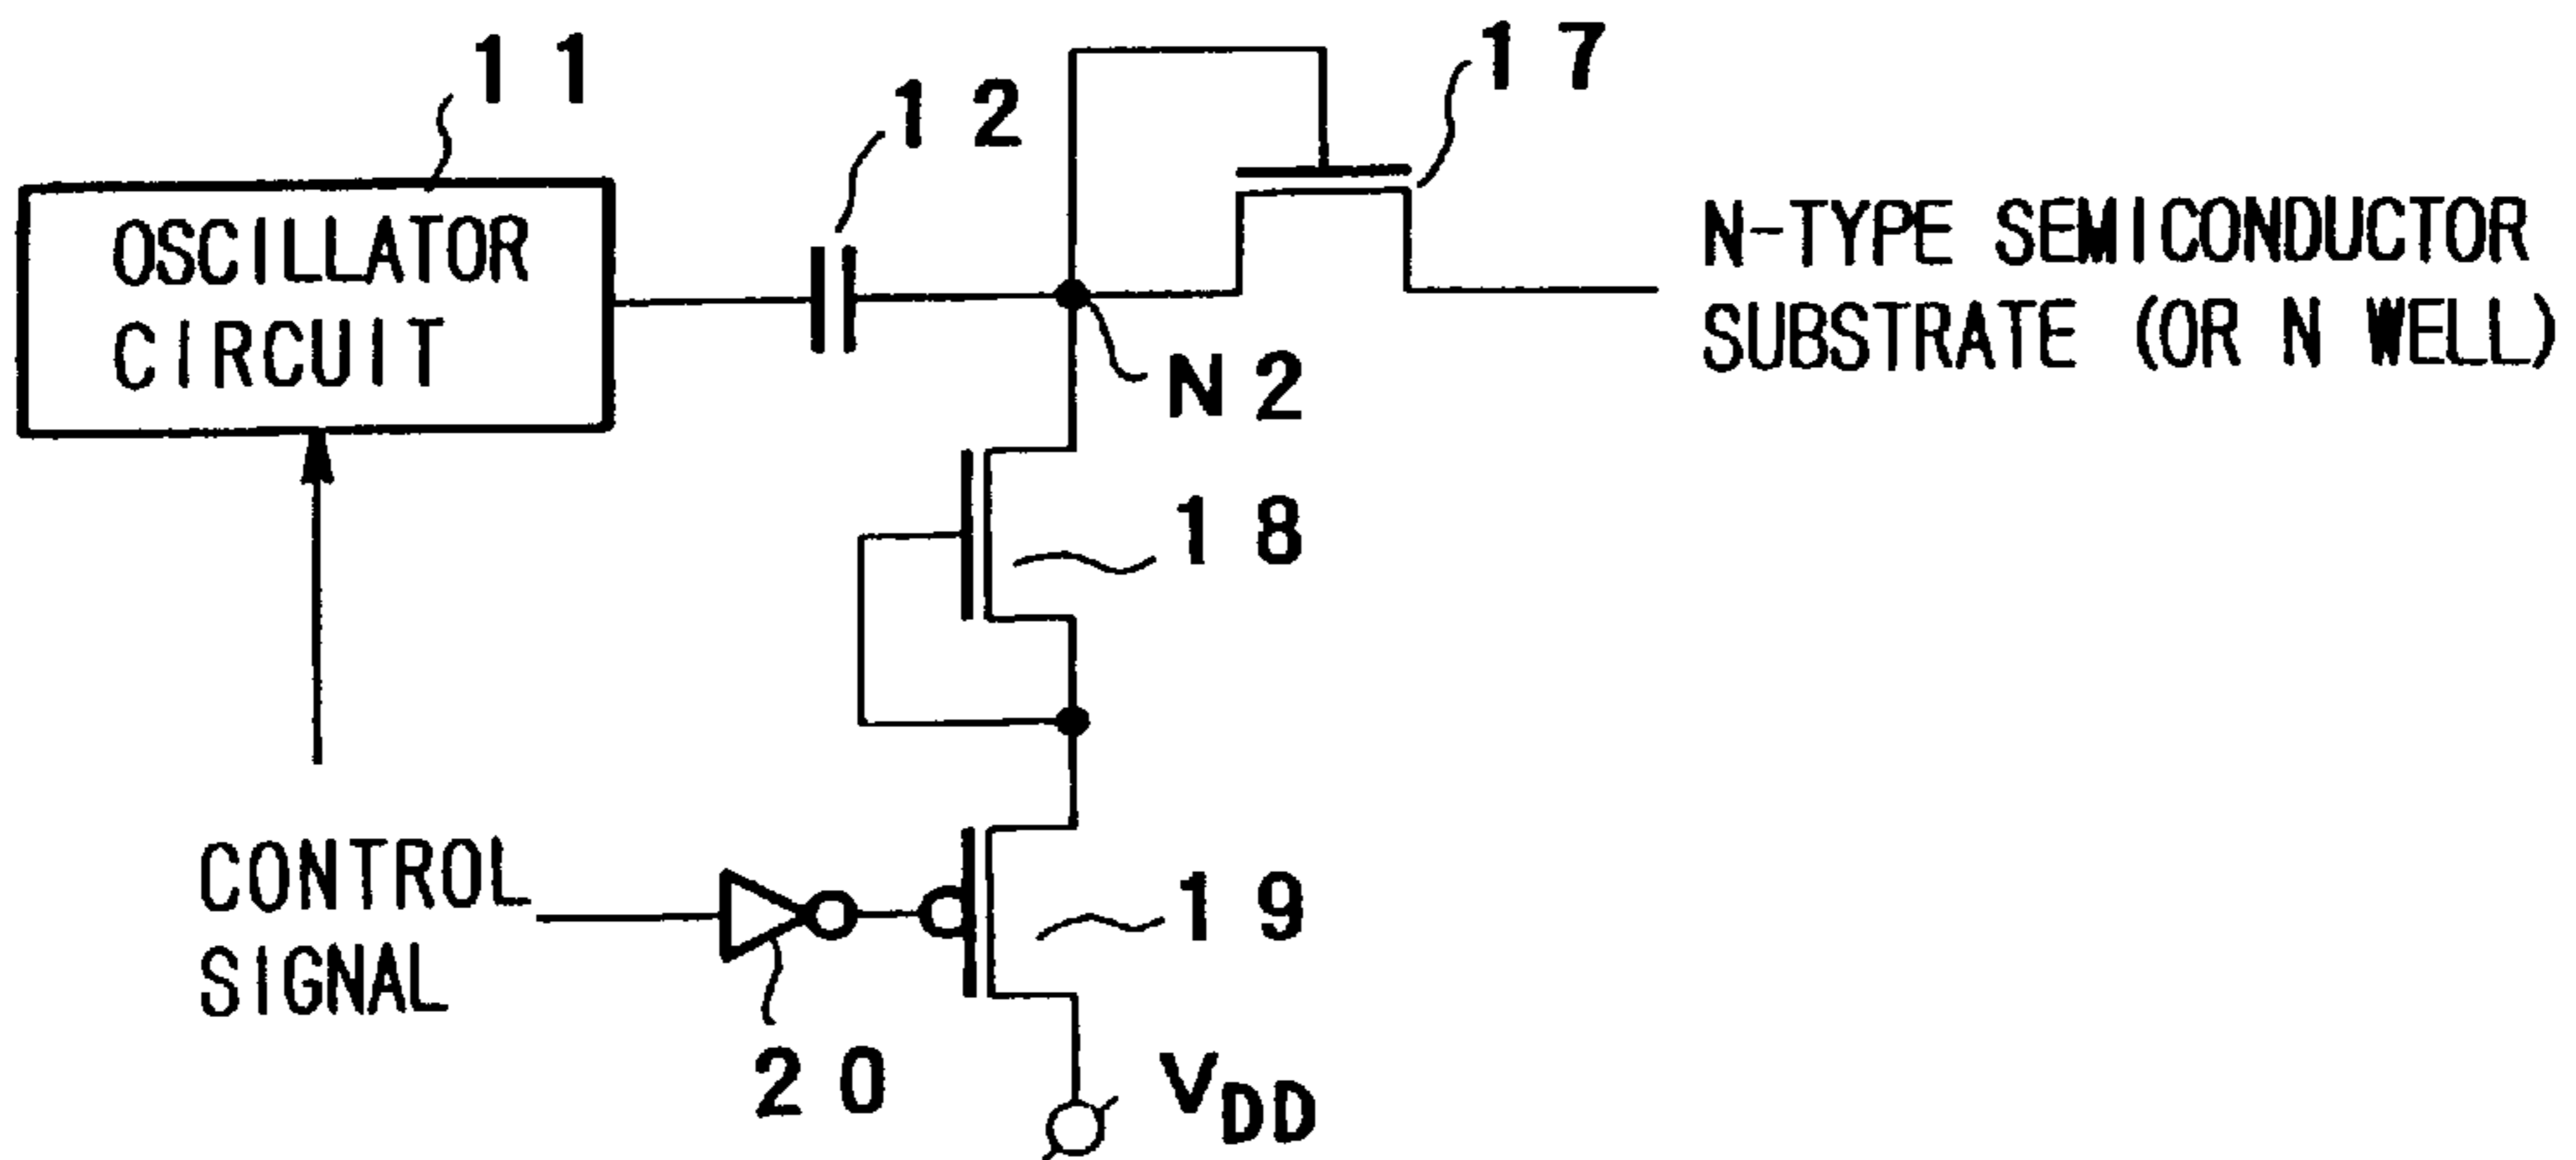 11
12
17
OSCILLATOR
CIRCUIT
N-TYPE SEMICONDUCTOR
SUBSTRATE (OR N WELL)
N2
18
CONTROL
SIGNAL
19
20
VDD